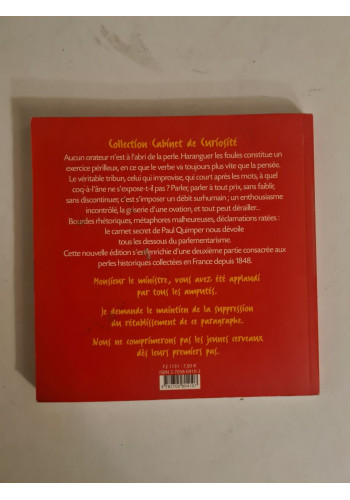 Collection Cabinet de Curiosité
Aucun orateur n'est à l'abri de la perle. Haranguer les foules constitue un
exercice périlleux, en ce que le verbe va toujours plus vite que la pensée.
Le véritable tribun, celui qui improvise, qui court après les mots, à quel
coq-à-l'âne ne s'expose-t-il pas ? Parler, parler à tout prix, sans faiblir,
sans discontinuer; c'est s'imposer un débit surhumain ; un enthousiasme
incontrôlé, la griserie d'une ovation, et tout peut dérailler...
Bourdes rhétoriques, métaphores malheureuses, déclarations ratées :
le carnet secret de Paul Quimper nous dévoile
tous les dessous du parlementarisme.
Cette nouvelle édition s'enrichie d'une deuxième partie consacrée aux
perles historiques collectées en France depuis 1848.
Monsieur le ministre, vous avez été applaudi
par tous les amputés.
Je demande le maintien de la suppression
du rétablissement de ce paragraphe.
Nous ne comprimerons pas les jeunes cerveaux
dès leurs premiers pas.